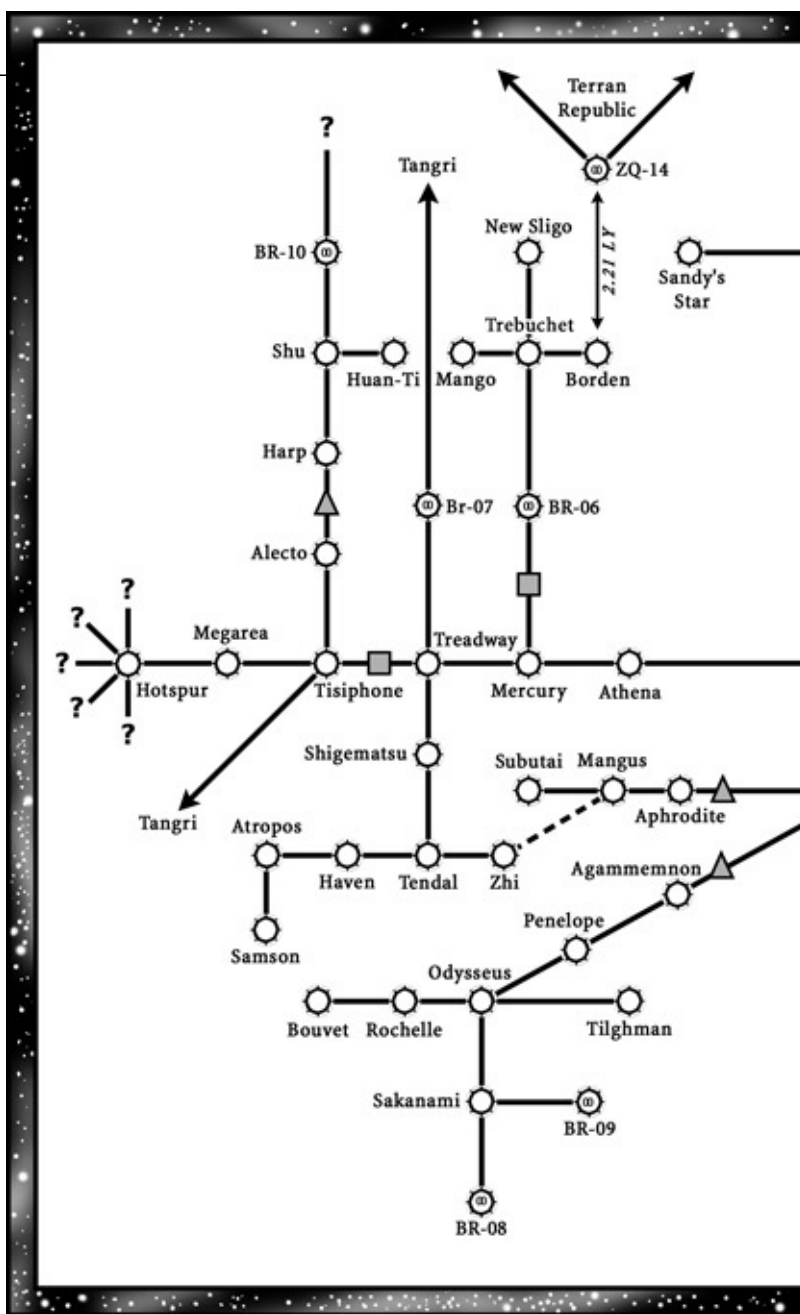 Terran
Republic
?
Tangri
ZQ-14
New Sligo
BR-10
2.21 LY
Sandy's
Star
Trebuchet
Shu
Huan-Ti
Mango
Borden
Harp
Br-07
BR-06
Alecto
?
?
Megarea
Treadway
?
Hotspur
Tisiphone
Mercury
Athena
?
?
Shigematsu
Subutai
Mangus
Tangri
Aphrodite
Atropos
Agammemnon
Haven
Tendal
Zhi
Penelope
Samson
Odysseus
Bouvet
Rochelle
Tilghman
Sakanami
BR-09
BR-08